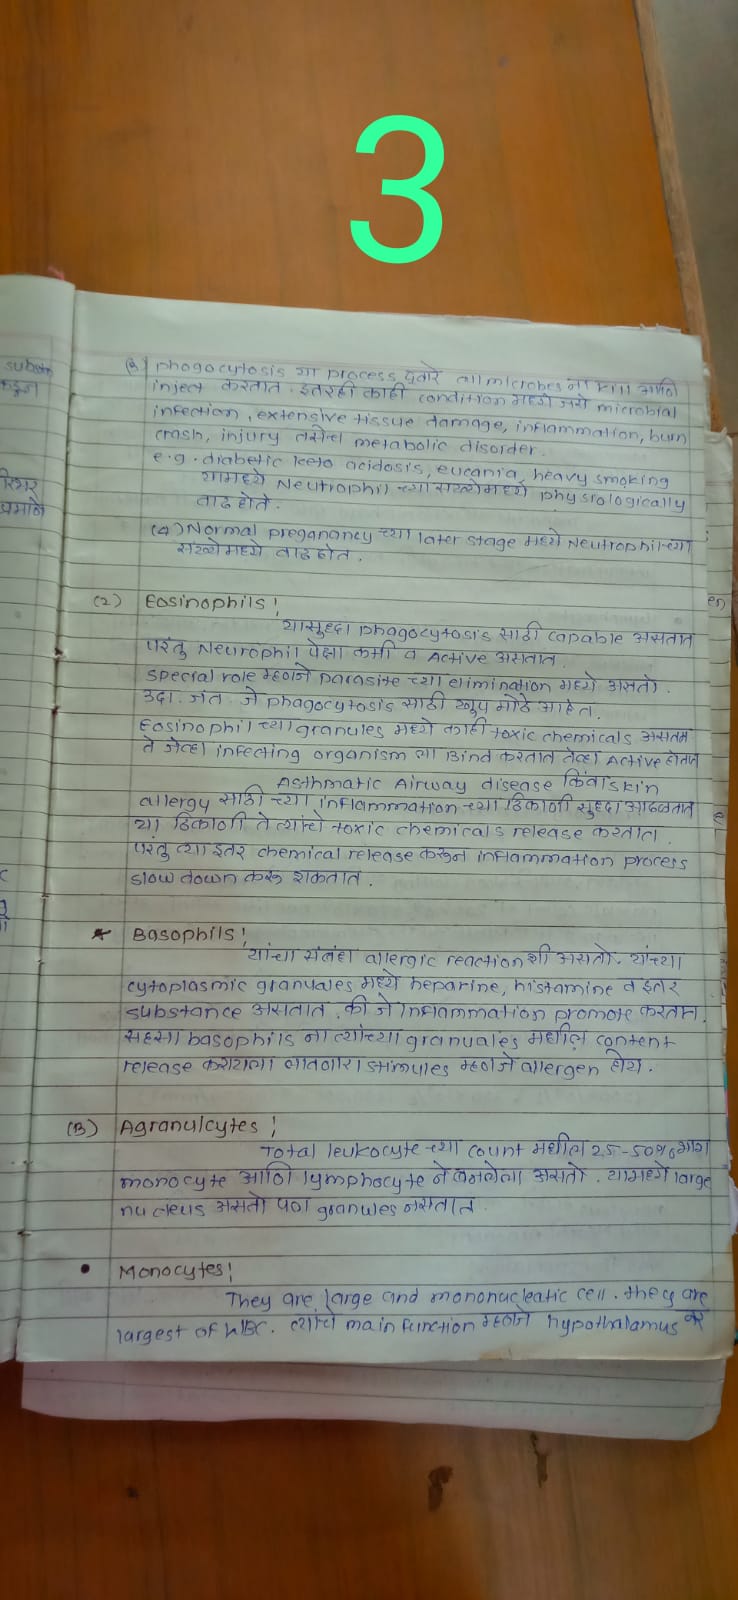 3
substn
(3) phagocytosis या process द्वारे all microbes ना kill आणि
inject करतात. इतरही काही condition मध्ये जसे microbial
infection, extensive tissue damage, inflammation, burn
crash, injury तसेच metabolic disorder.
e.g. diabetic keto acidosis, eucania, heavy smoking
यामध्ये Neutrophil च्या संख्येमध्ये physiologically
वाढ होते.
(4) Normal preganancy च्या later stage मध्ये Neutrophilच्या
संख्येमध्ये वाढ होत.
(2) Eosinophils!
यासुध्दा phagocytosis साठी capable असतात
परंतु Neurophil पेक्षा कमी व Active असतात.
special role म्हणजे parasite च्या elimination मध्ये असतो.
उदा. जंत जे phagocytosis साठी खुप मोठे आहेत.
Eosinophil च्या granules मध्ये काही toxic chemicals असतात
ते जेव्हा infecting organism ला Bind करतात तेव्हा Active होतात
Asthmatic Airway disease किंवा skin
allergy साठी च्या inflammation च्या ठिकाणी सुध्दा आढळतात
या ठिकाणी ते त्यांचे toxic chemicals release करतात.
परंतु त्या इतर chemical release करून inflammation process
slow down करू शकतात.
* Basophils!
यांचा संबंध allergic reaction शी असतो. यांच्या
cytoplasmic granuales मध्ये heparine, histamine व इतर
substance असतात. की जे Inflammation promote करतात.
सहसा basophils ना त्यांच्या granuales मधील content
release करायला लावणारा stimules म्हणजे allergen होय.
(B) Agranulcytes!
Total leukocyte च्या count मधील 25-50% भाग
monocyte आणि lymphocyte ने बनलेला असतो. यामध्ये large
nucleus असतो पण granules नसतात.
• Monocytes!
They are large and mononucleatic cell. they are
largest of WBC. त्यांचे main function म्हणजे hypothalamus वर